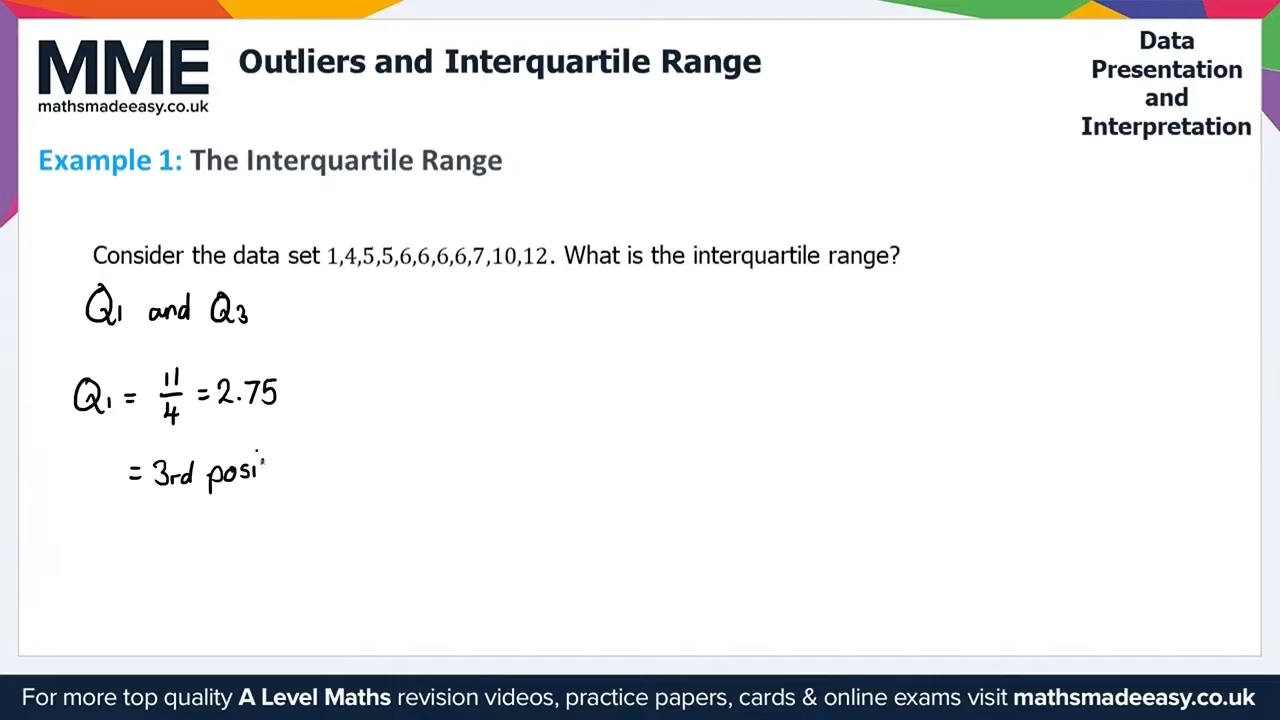 MME
mathsmadeeasy.co.uk
Outliers and Interquartile Range
Data
Presentation
and
Interpretation
Example 1: The Interquartile Range
Consider the data set 1,4,5,5,6,6,6,6,7,10,12. What is the interquartile range?
Q1 and Q3
Q1 = 11/4 = 2.75
= 3rd posi
For more top quality A Level Maths revision videos, practice papers, cards & online exams visit mathsmadeeasy.co.uk